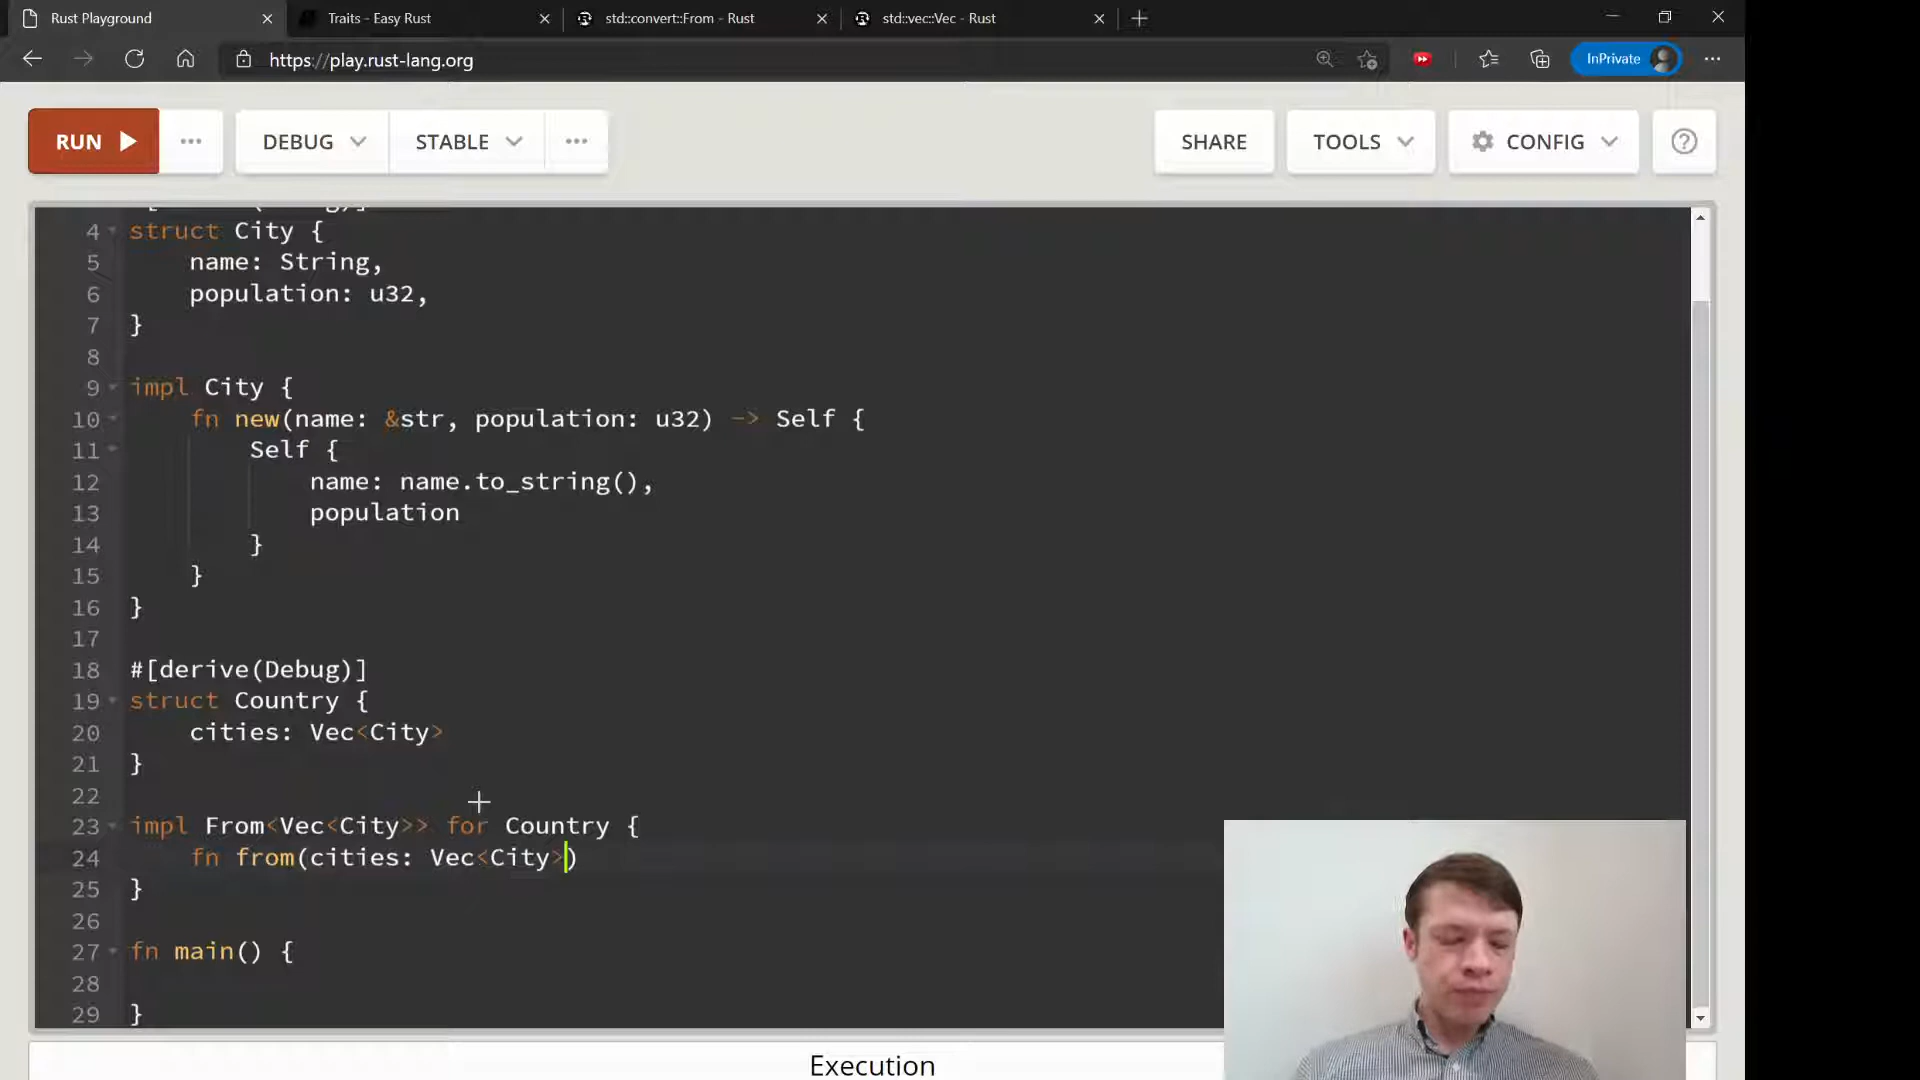 Rust Playground
Traits - Easy Rust
std::convert::From - Rust
std::vec::Vec - Rust
https://play.rust-lang.org
InPrivate
RUN
DEBUG
STABLE
SHARE
TOOLS
CONFIG
4 struct City {
5 name: String,
6 population: u32,
7 }
8
9 impl City {
10 fn new(name: &str, population: u32) -> Self {
11 Self {
12 name: name.to_string(),
13 population
14 }
15 }
16 }
17
18 #[derive(Debug)]
19 struct Country {
20 cities: Vec<City>
21 }
22
23 impl From<Vec<City>> for Country {
24 fn from(cities: Vec<City>)
25 }
26
27 fn main() {
28
29 }
Execution